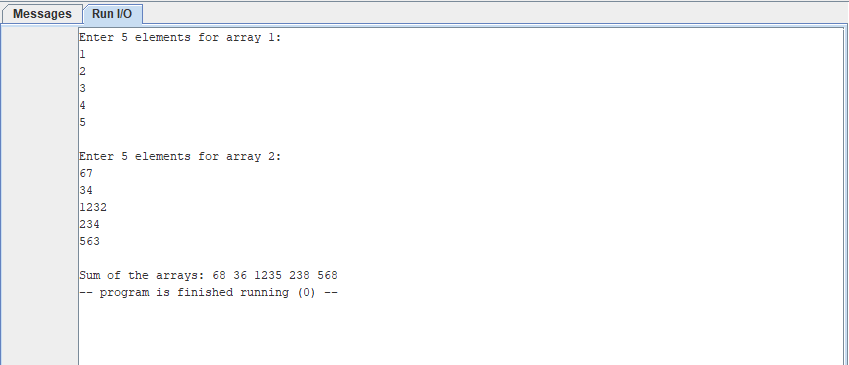 Messages Run I/O
Enter 5 elements for array 1:
1
2
3
4
5
Enter 5 elements for array 2:
67
34
1232
234
563
Sum of the arrays: 68 36 1235 238 568
-- program is finished running (0) --